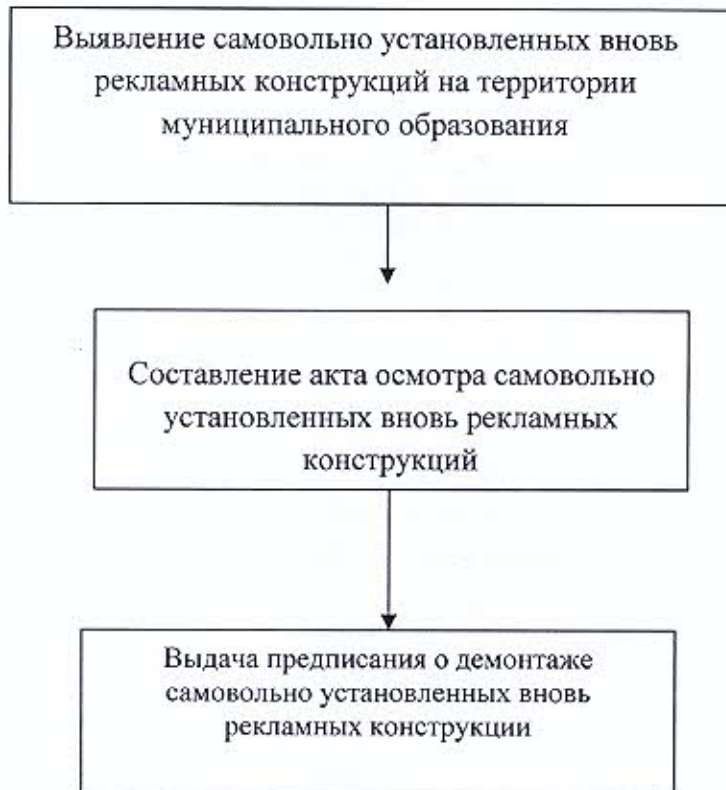 Выявление самовольно установленных вновь
рекламных конструкций на территории
муниципального образования
Составление акта осмотра самовольно
установленных вновь рекламных
конструкций
Выдача предписания о демонтаже
самовольно установленных вновь
рекламных конструкции